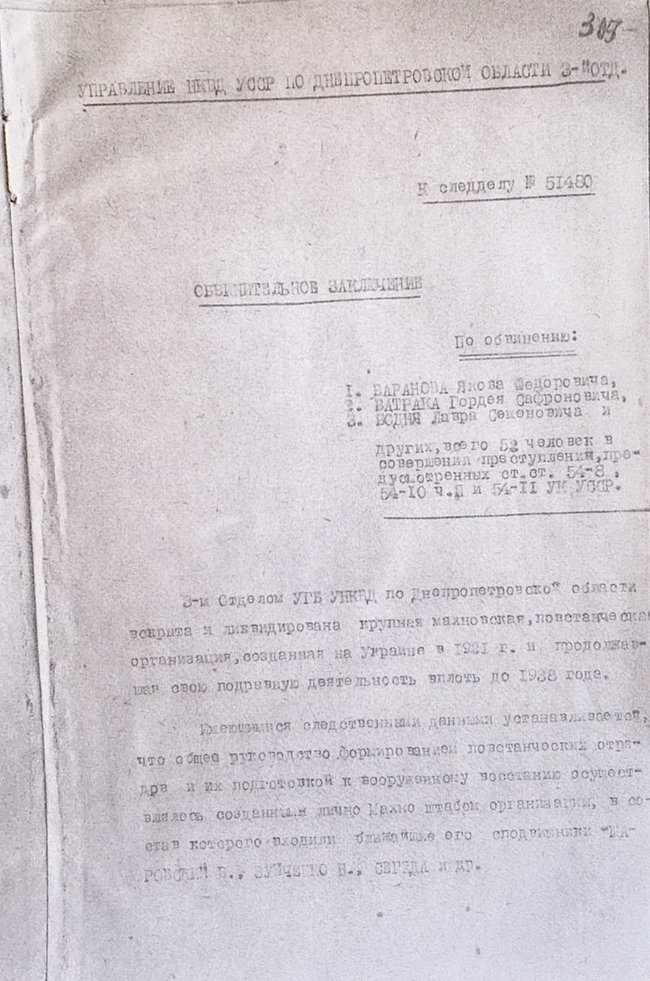 317
УПРАВЛЕНИЕ НКВД УССР ПО ДНЕПРОПЕТРОВСКОЙ ОБЛАСТИ 3-Й ОТД.
К следделу № 51480
ОБВИНИТЕЛЬНОЕ ЗАКЛЮЧЕНИЕ
По обвинению:
1. БАРАНОВА Якова Федоровича,
2. БАТРАКА Гордея Сафроновича,
3. БОДНЯ Лавра Семеновича и
других, всего 52 человек в
совершении преступлений, пре-
дусмотренных ст.ст. 54-8,
54-10 ч.П и 54-11 УК УССР.
3-м Отделом УГБ УНКВД по Днепропетровской области
вскрыта и ликвидирована крупная махновская, повстанческая
организация, созданная на Украине в 1921 г. и продолжав-
шая свою подрывную деятельность вплоть до 1938 года.
Имеющимися следственными данными устанавливается,
что общее руководство формированием повстанческих отря-
дов и их подготовкой к вооруженному восстанию осущест-
влялось созданным лично Махно штабом организации, в со-
став которого входили ближайшие его сподвижники
РОВСКИЙ В., ЗУЙЧЕНКО Н., СЕРЕДА и др.